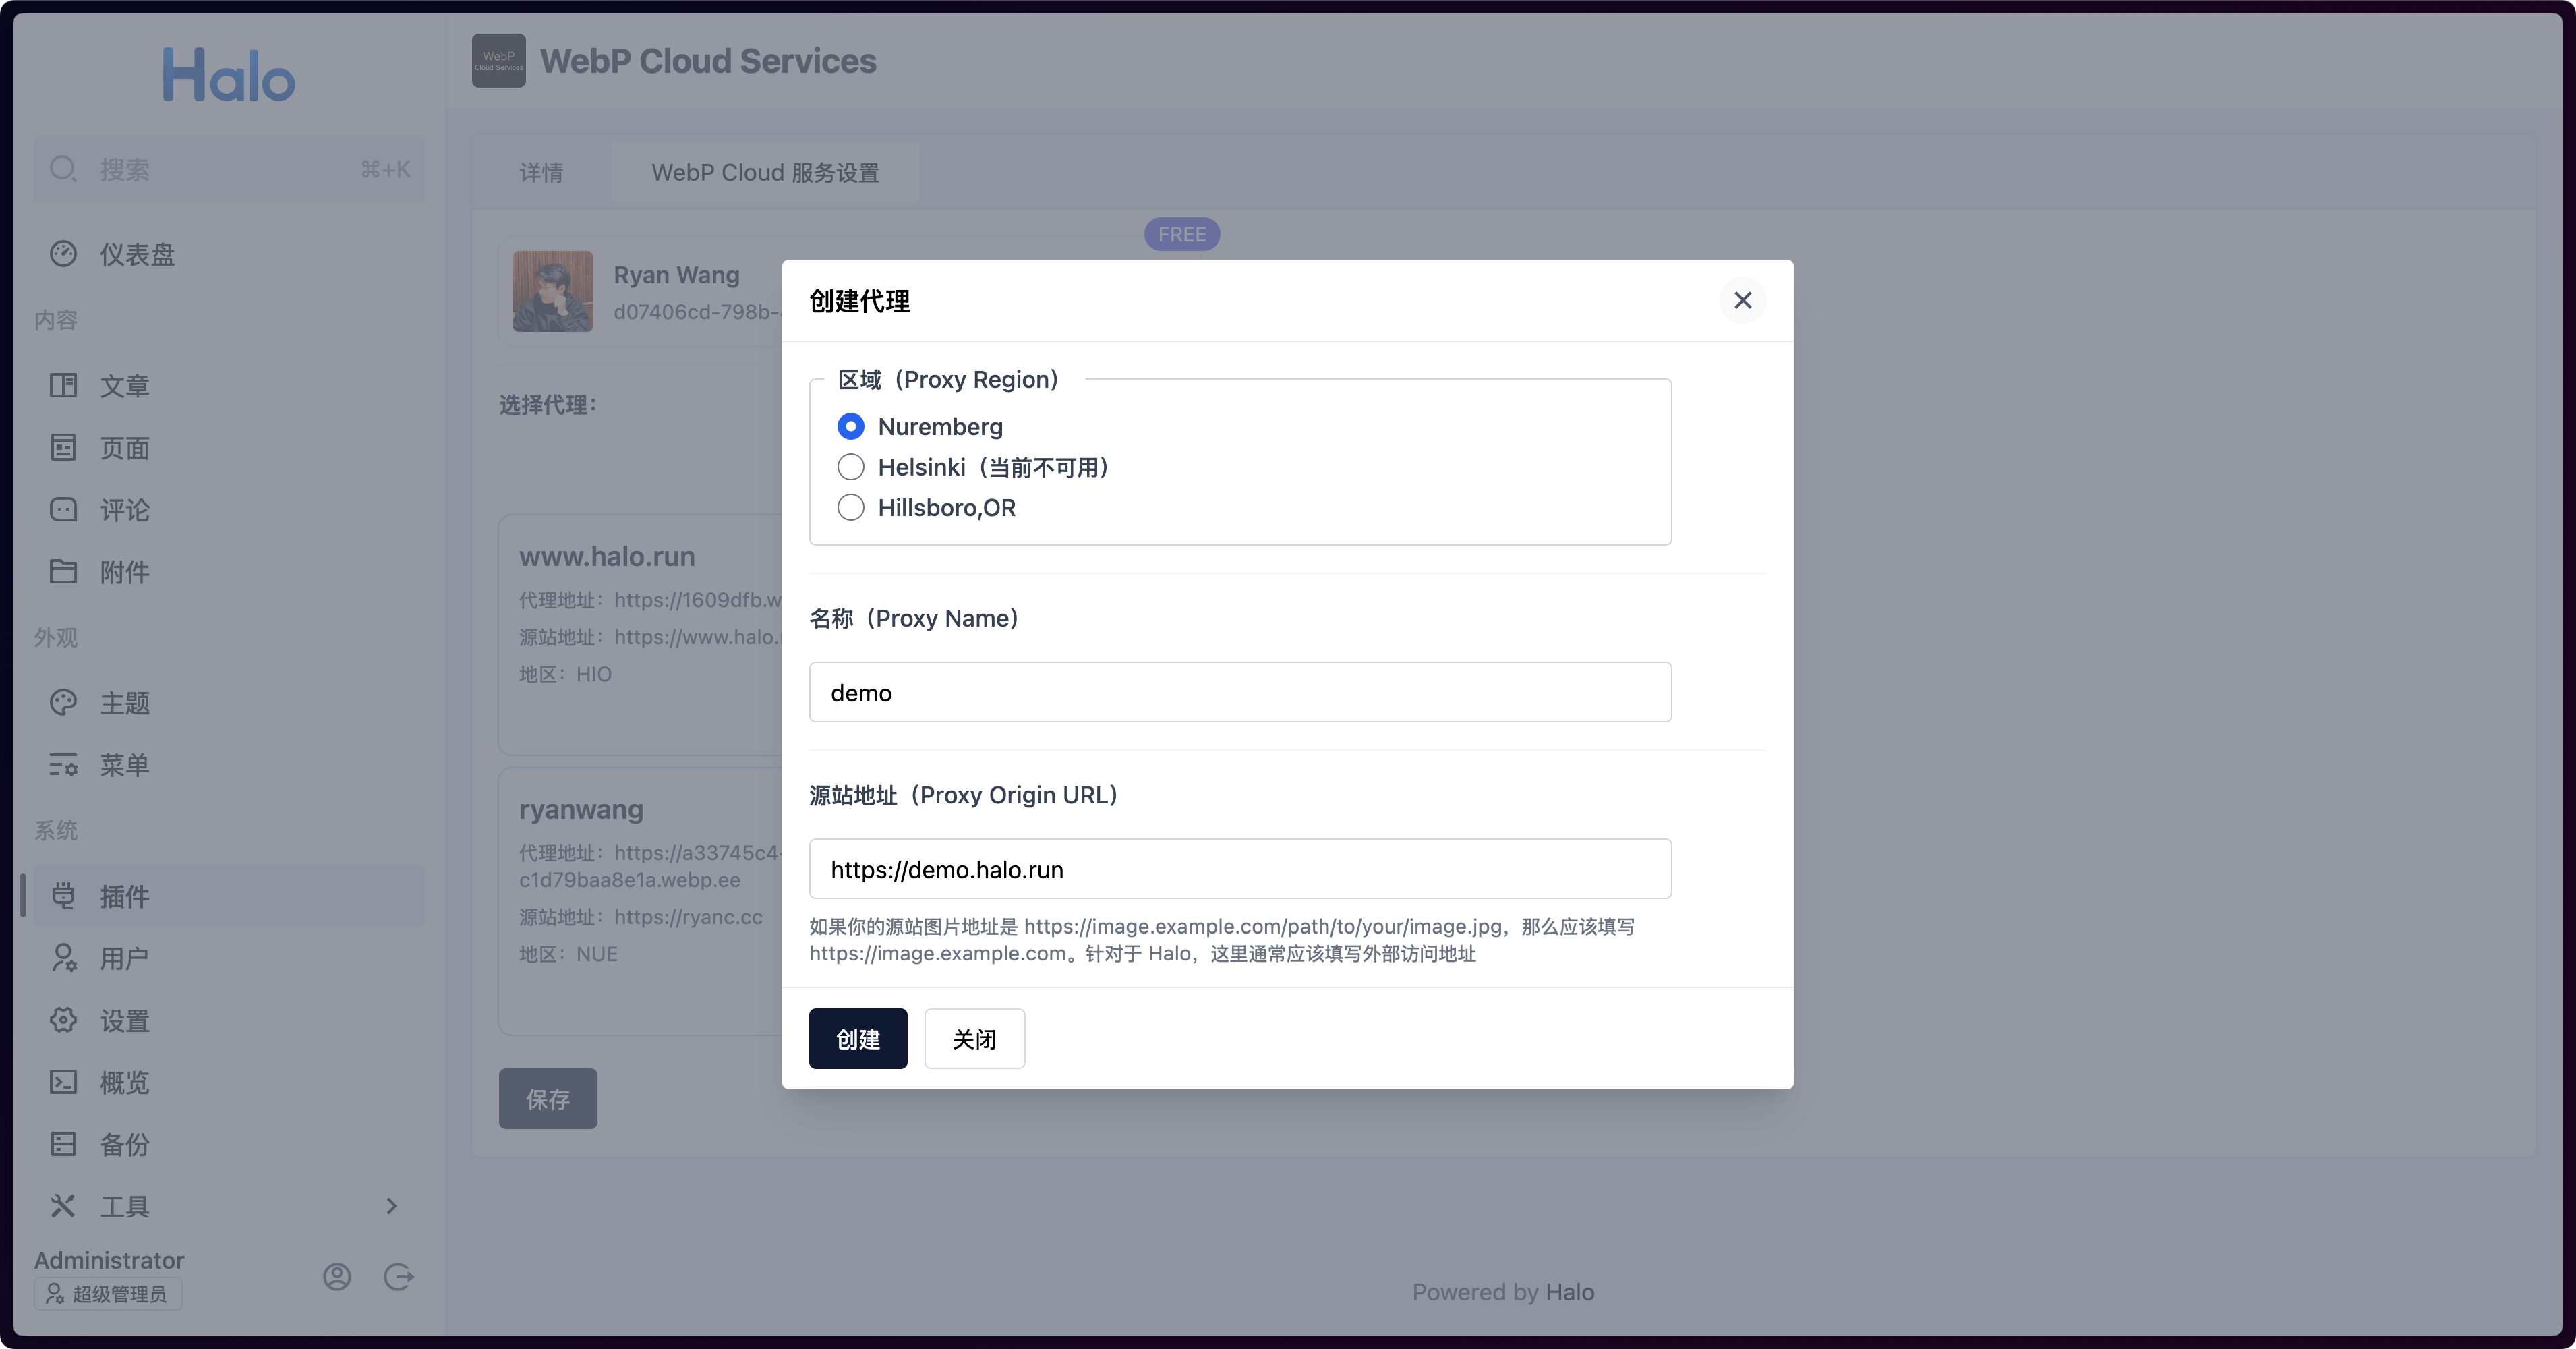 Halo
搜索 ⌘+K
仪表盘
内容
文章
页面
评论
附件
外观
主题
菜单
系统
插件
用户
设置
概览
备份
工具
Administrator
超级管理员
WebP
Cloud Services
WebP Cloud Services
详情 WebP Cloud 服务设置
FREE
Ryan Wang
d07406cd-798b-
选择代理：
www.halo.run
代理地址：https://1609dfb.w
源站地址：https://www.halo.r
地区：HIO
ryanwang
代理地址：https://a33745c4-
c1d79baa8e1a.webp.ee
源站地址：https://ryanc.cc
地区：NUE
保存
创建代理
区域（Proxy Region）
Nuremberg
Helsinki（当前不可用）
Hillsboro,OR
名称（Proxy Name）
demo
源站地址（Proxy Origin URL）
https://demo.halo.run
如果你的源站图片地址是 https://image.example.com/path/to/your/image.jpg，那么应该填写
https://image.example.com。针对于 Halo，这里通常应该填写外部访问地址
创建 关闭
Powered by Halo